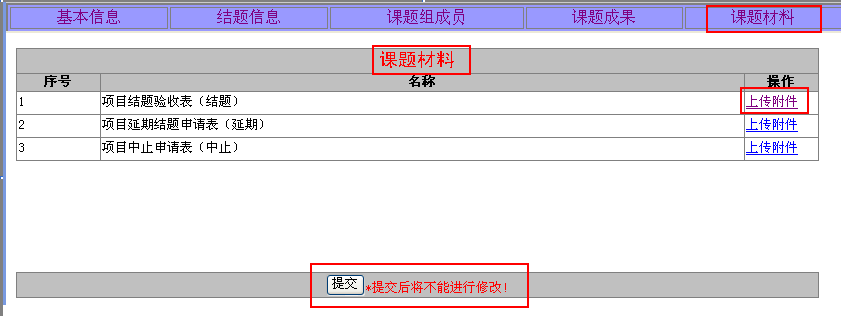 基本信息 结题信息 课题组成员 课题成果 课题材料
课题材料
序号 名称 操作
1 项目结题验收表（结题） 上传附件
2 项目延期结题申请表（延期） 上传附件
3 项目中止申请表（中止） 上传附件
提交 *提交后将不能进行修改!